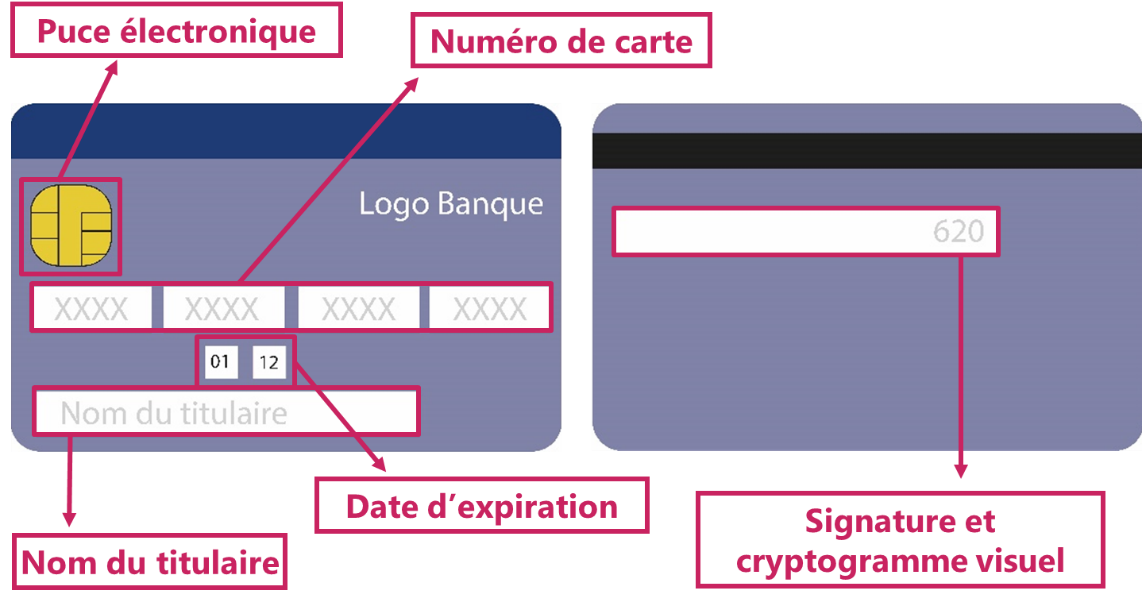 Puce électronique
Numéro de carte
Logo Banque
620
XXXX XXXX XXXX XXXX
01 12
Nom du titulaire
Date d’expiration
Signature et
cryptogramme visuel
Nom du titulaire